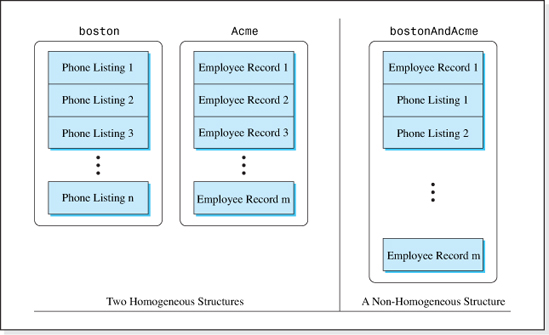 boston
Phone Listing 1
Phone Listing 2
Phone Listing 3
Phone Listing n
Acme
Employee Record 1
Employee Record 2
Employee Record 3
Employee Record m
Two Homogeneous Structures
bostonAndAcme
Employee Record 1
Phone Listing 1
Phone Listing 2
Employee Record m
A Non-Homogeneous Structure